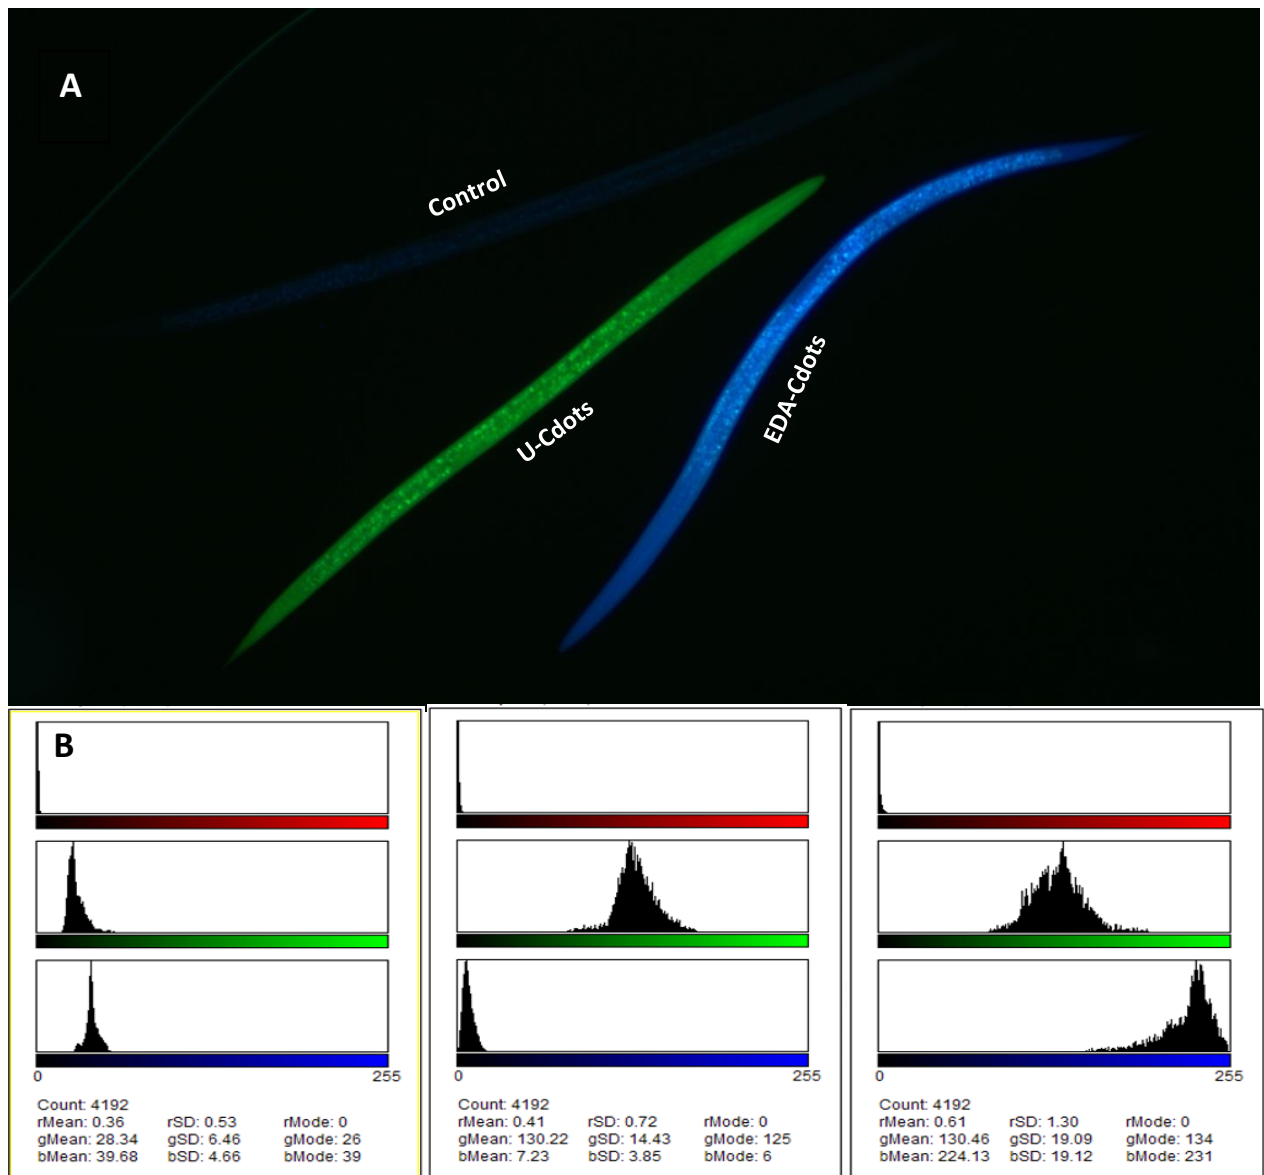 A
Control
U-Cdots
EDA-Cdots
B
0 255
Count: 4192
rMean: 0.36 rSD: 0.53 rMode: 0
gMean: 28.34 gSD: 6.46 gMode: 26
bMean: 39.68 bSD: 4.66 bMode: 39
0 255
Count: 4192
rMean: 0.41 rSD: 0.72 rMode: 0
gMean: 130.22 gSD: 14.43 gMode: 125
bMean: 7.23 bSD: 3.85 bMode: 6
0 255
Count: 4192
rMean: 0.61 rSD: 1.30 rMode: 0
gMean: 130.46 gSD: 19.09 gMode: 134
bMean: 224.13 bSD: 19.12 bMode: 231